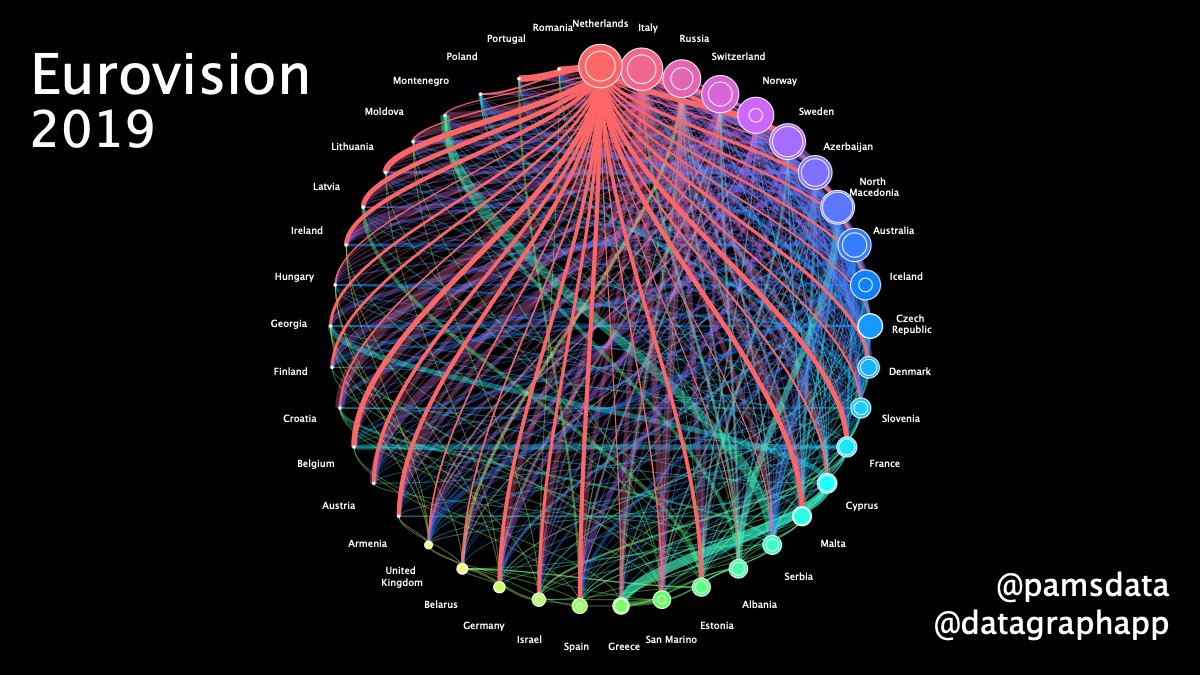 Eurovision
2019
Netherlands
Italy
Russia
Switzerland
Norway
Sweden
Azerbaijan
North
Macedonia
Australia
Iceland
Czech
Republic
Denmark
Slovenia
France
Cyprus
Malta
Serbia
Albania
Estonia
San Marino
Greece
Spain
Israel
Germany
Belarus
United
Kingdom
Armenia
Austria
Belgium
Croatia
Finland
Georgia
Hungary
Ireland
Latvia
Lithuania
Moldova
Montenegro
Poland
Portugal
Romania
@pamsdata
@datagraphapp